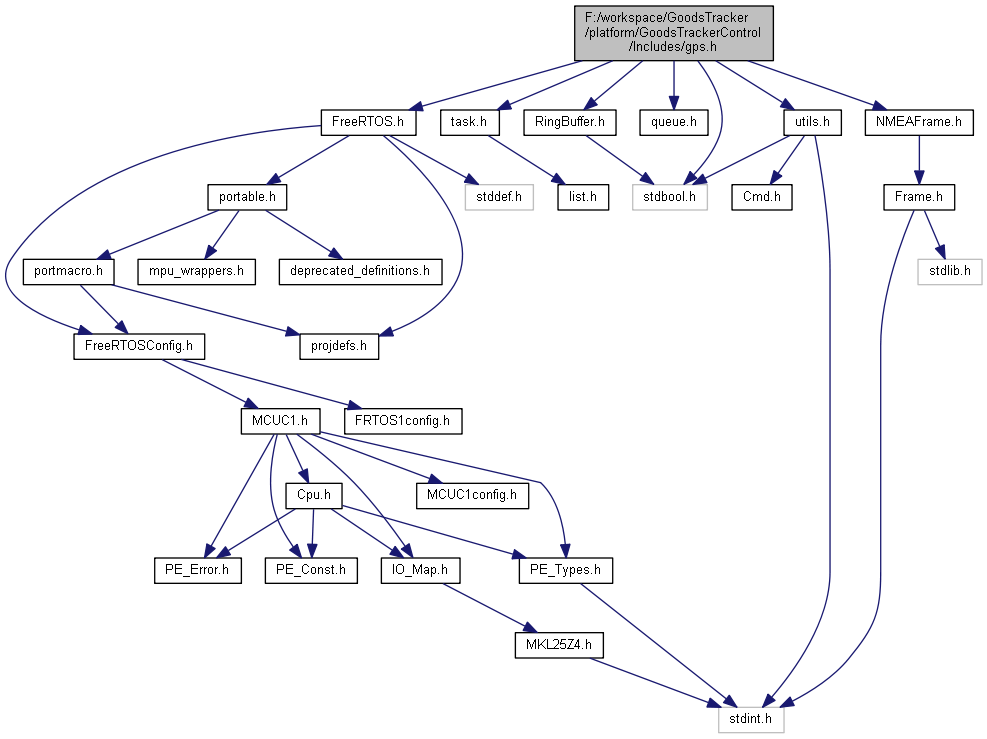 F:/workspace/GoodsTracker
/platform/GoodsTrackerControl
/Includes/gps.h
FreeRTOS.h
task.h
RingBuffer.h
queue.h
utils.h
NMEAFrame.h
portable.h
stddef.h
list.h
stdbool.h
Cmd.h
Frame.h
portmacro.h
mpu_wrappers.h
deprecated_definitions.h
stdlib.h
FreeRTOSConfig.h
projdefs.h
MCUC1.h
FRTOS1config.h
Cpu.h
MCUC1config.h
PE_Error.h
PE_Const.h
IO_Map.h
PE_Types.h
MKL25Z4.h
stdint.h